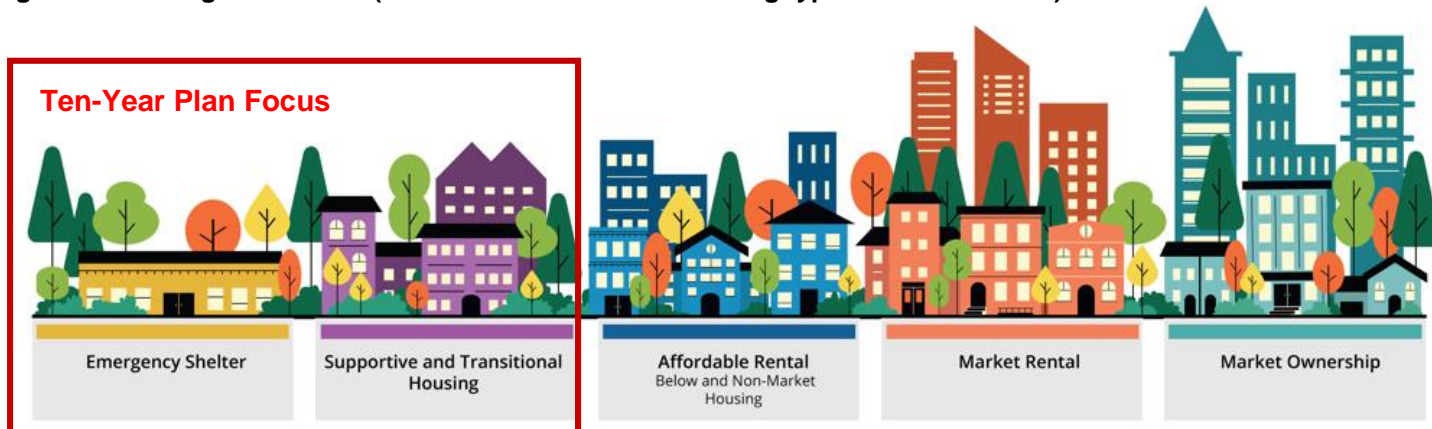 Ten-Year Plan Focus
Emergency Shelter
Supportive and Transitional
Housing
Affordable Rental
Below and Non-Market
Housing
Market Rental
Market Ownership